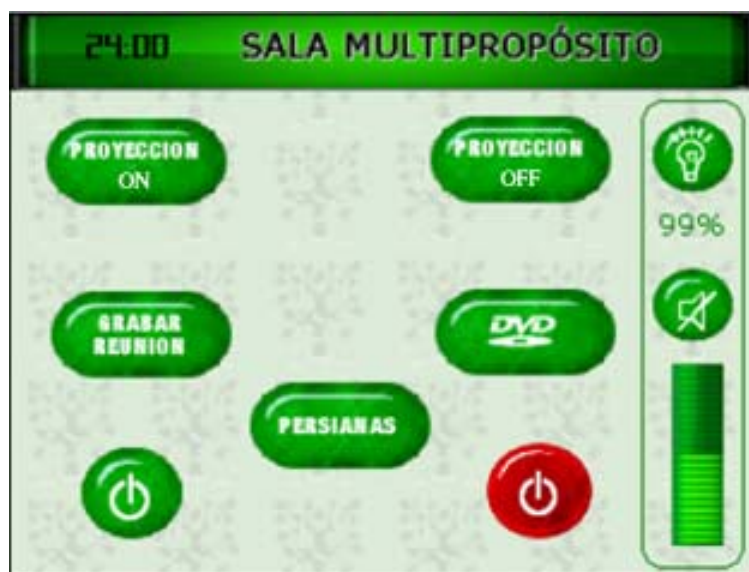 24:00 SALA MULTIPROPÓSITO
PROYECCION
ON
PROYECCION
OFF
99%
GRABAR
REUNION
DVD
PERSIANAS